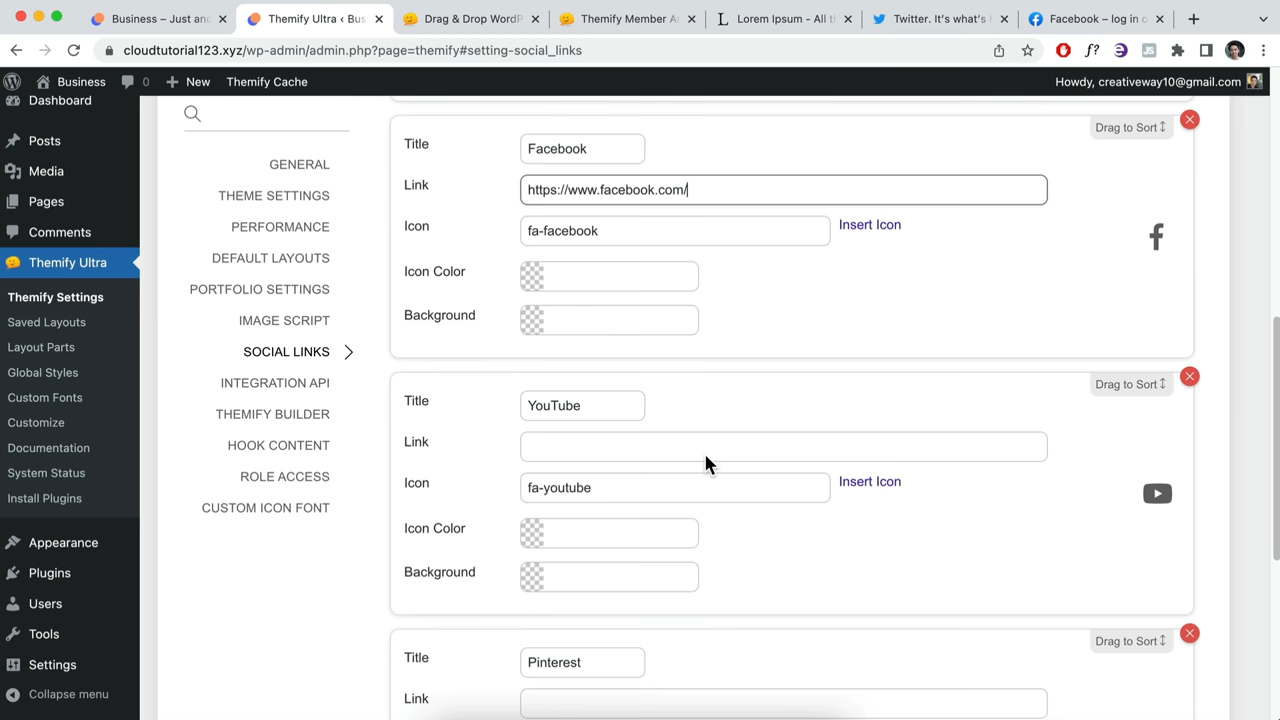 Business – Just an
Themify Ultra ‹ Bus
Drag & Drop WordP
Themify Member A
Lorem Ipsum - All t
Twitter. It's what's
Facebook – log in o
cloudtutorial123.xyz/wp-admin/admin.php?page=themify#setting-social_links
Business
0
New
Themify Cache
Howdy, creativeway10@gmail.com
Dashboard
Posts
Media
Pages
Comments
Themify Ultra
Themify Settings
Saved Layouts
Layout Parts
Global Styles
Custom Fonts
Customize
Documentation
System Status
Install Plugins
Appearance
Plugins
Users
Tools
Settings
Collapse menu
GENERAL
THEME SETTINGS
PERFORMANCE
DEFAULT LAYOUTS
PORTFOLIO SETTINGS
IMAGE SCRIPT
SOCIAL LINKS
INTEGRATION API
THEMIFY BUILDER
HOOK CONTENT
ROLE ACCESS
CUSTOM ICON FONT
Drag to Sort
Title
Facebook
Link
https://www.facebook.com/
Icon
fa-facebook
Insert Icon
Icon Color
Background
Drag to Sort
Title
YouTube
Link
Icon
fa-youtube
Insert Icon
Icon Color
Background
Drag to Sort
Title
Pinterest
Link